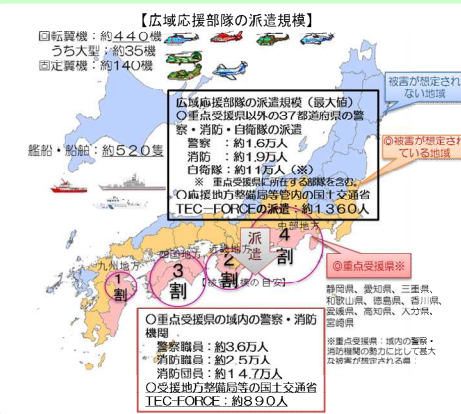 【広域応援部隊の派遣規模】
回転翼機：約４４０機
うち大型：約35機
固定翼機：約140機
被害が想定され
ない地域
広域応援部隊の派遣規模（最大値）
〇重点受援県以外の３７都道府県の警
察・消防・自衛隊の派遣
警察　：約1.6万人
消防　：約1.9万人
自衛隊：約11万人（※）
※　重点受援県に所在する部隊を含む。
〇応援地方整備局等管内の国土交通省
TEC－FORCEの派遣：約1360人
◎被害が想定され
ている地域
艦船・船舶：約５２０隻
中部地方
近畿地方
四国地方
九州地方
派遣
４割
２割
３割
１割
◎重点受援県※
静岡県、愛知県、三重県、
和歌山県、徳島県、香川県、
愛媛県、高知県、大分県、
宮崎県
〇重点受援県の域内の警察・消防
機関
警察職員：約3.6万人
消防職員：約2.5万人
消防団員：約14.7万人
〇受援地方整備局等の国土交通省
TEC－FORCE：約８９０人
※重点受援県：域内の警察・
消防機関の勢力に比して甚大
な被害が想定される県